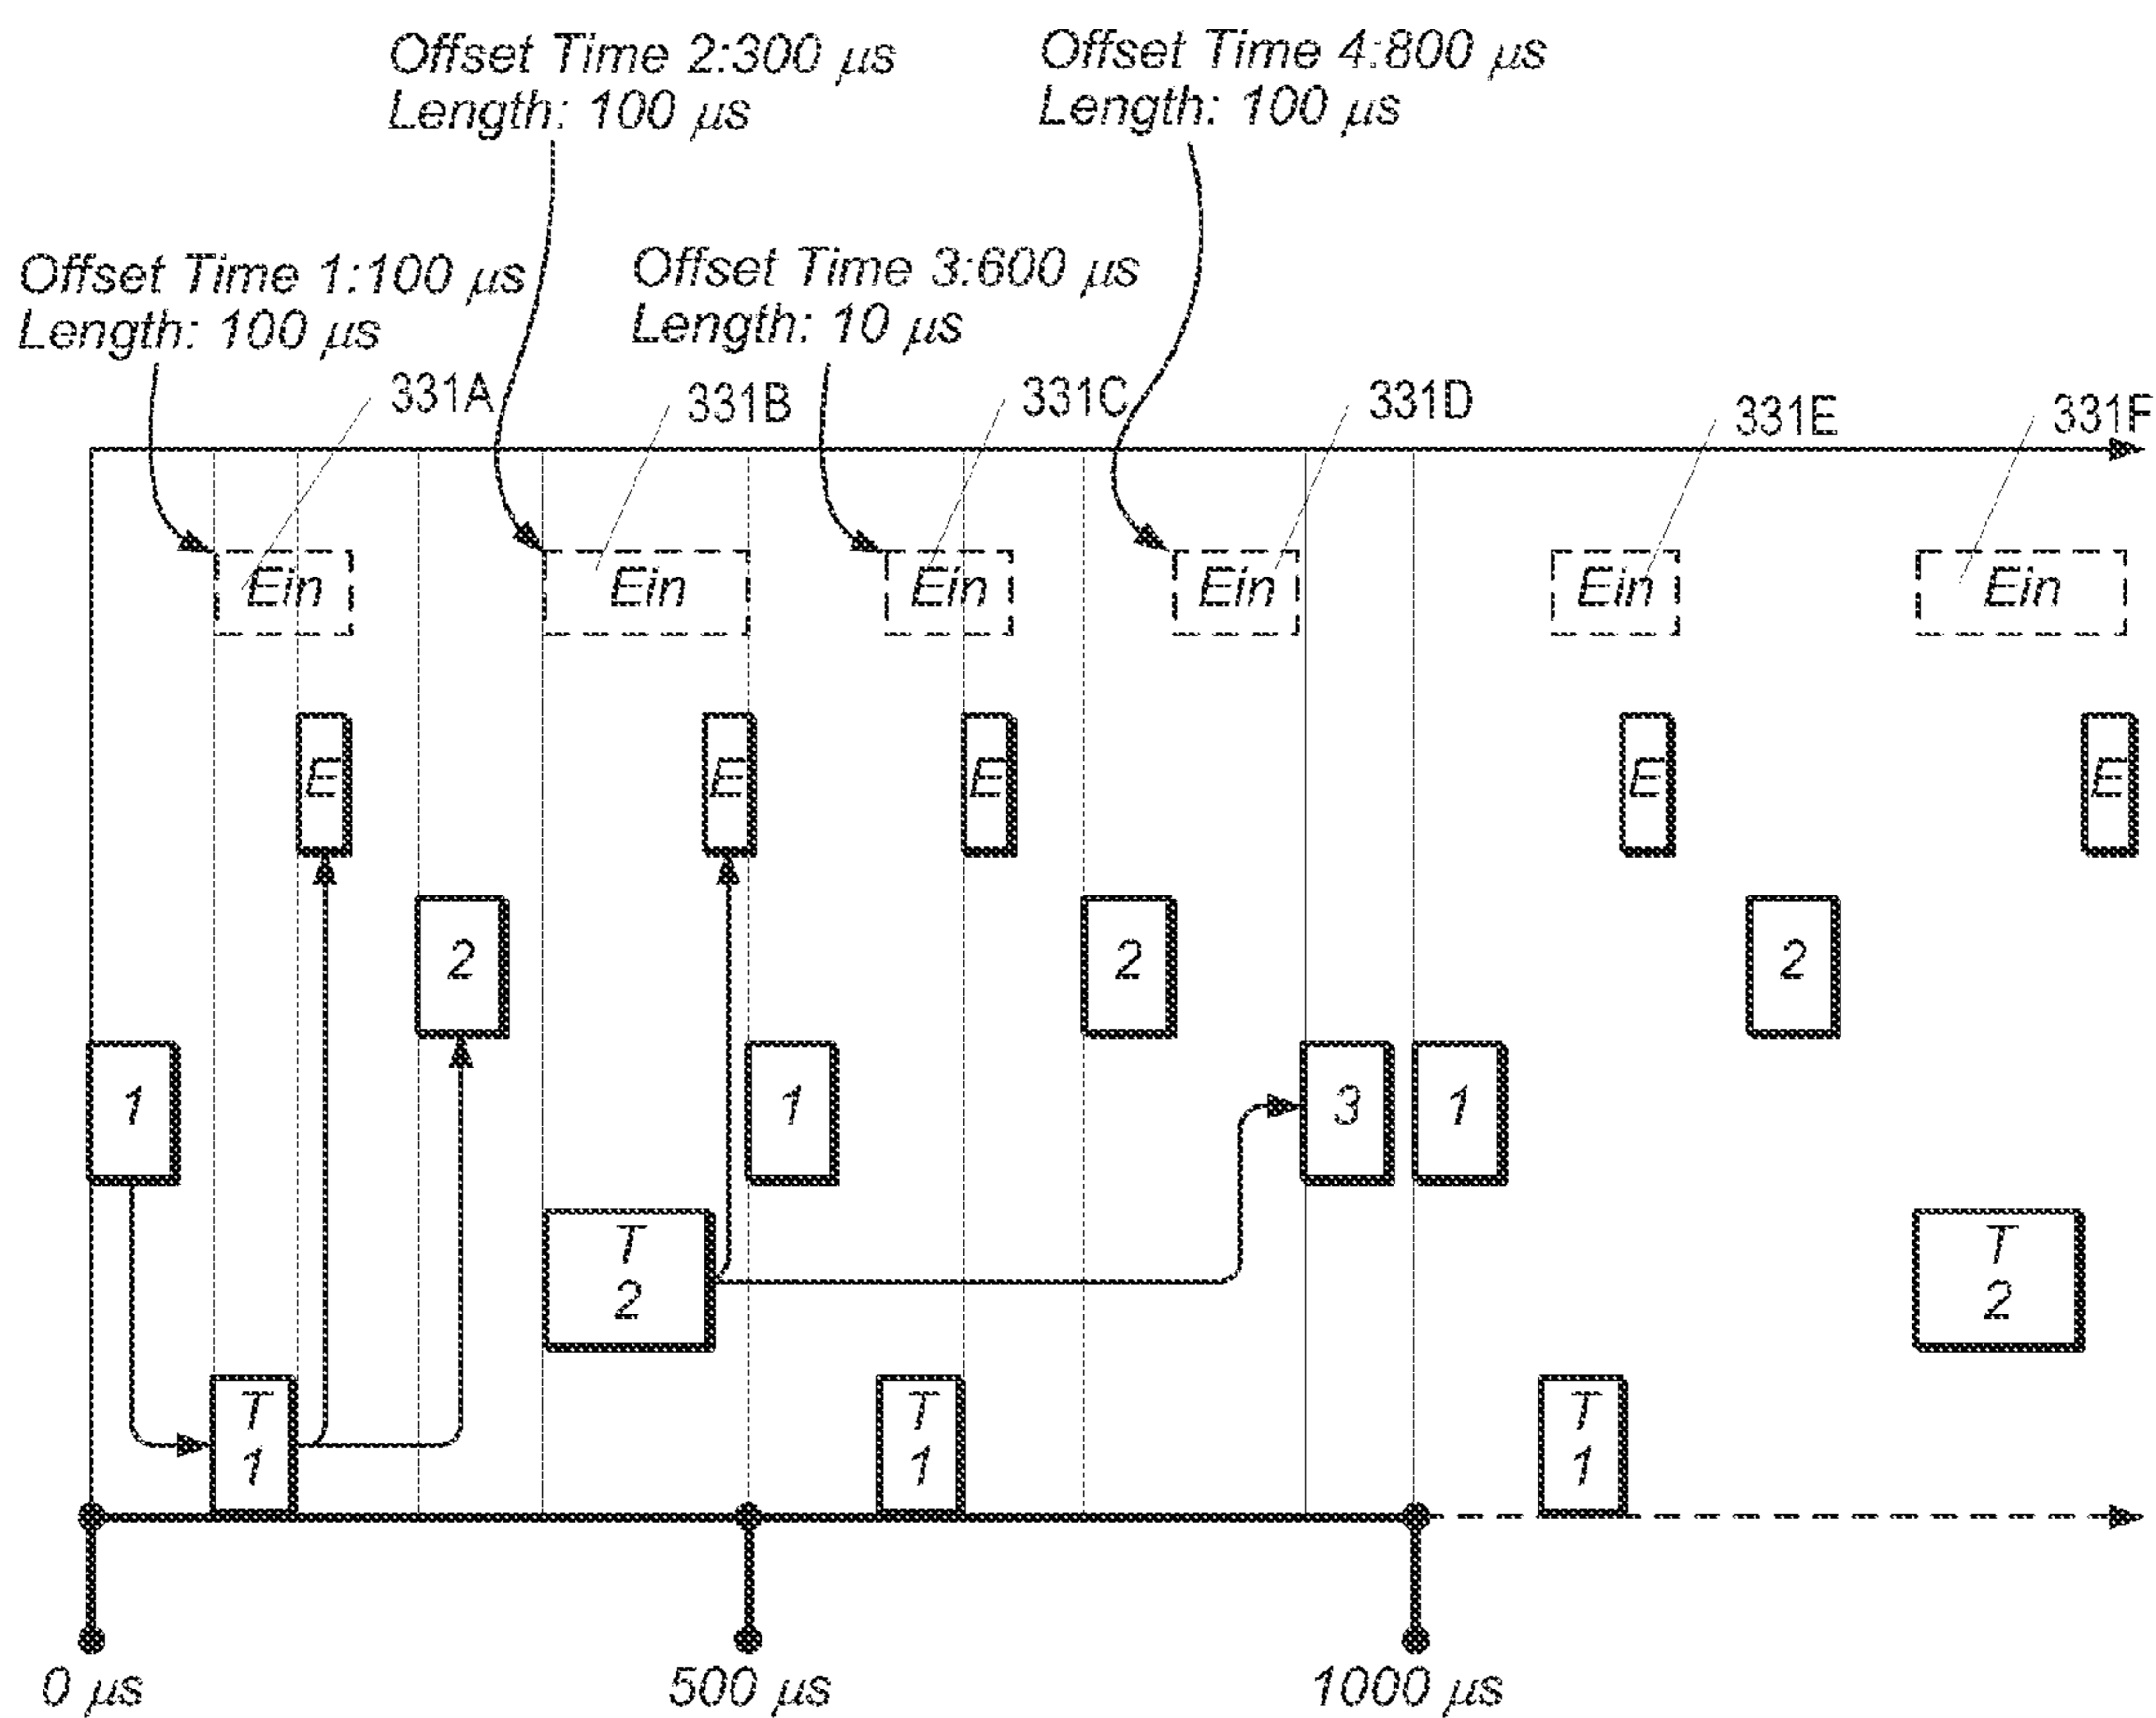 Offset Time 2:300 μs
Length: 100 μs
Offset Time 4:800 μs
Length: 100 μs
Offset Time 1:100 μs
Length: 100 μs
Offset Time 3:600 μs
Length: 10 μs
331A
331B
331C
331D
331E
331F
Ein
Ein
Ein
Ein
Ein
Ein
E
E
E
E
E
2
2
2
1
1
3
1
T
2
T
2
T
1
T
1
T
1
0 μs
500 μs
1000 μs